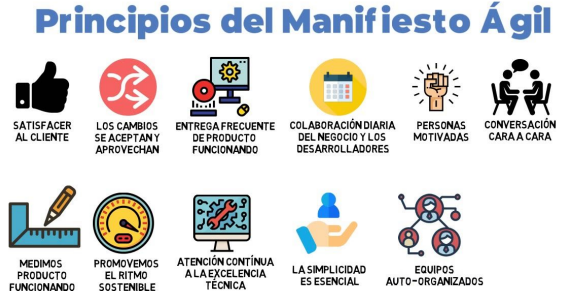 Principios del Manifiesto Ágil
SATISFACER
AL CLIENTE
LOS CAMBIOS
SE ACEPTAN Y
APROVECHAN
ENTREGA FRECUENTE
DE PRODUCTO
FUNCIONANDO
COLABORACIÓN DIARIA
DEL NEGOCIO Y LOS
DESARROLLADORES
PERSONAS
MOTIVADAS
CONVERSACIÓN
CARA A CARA
MEDIMOS
PRODUCTO
FUNCIONANDO
PROMOVEMOS
EL RITMO
SOSTENIBLE
ATENCIÓN CONTÍNUA
A LA EXCELENCIA
TÉCNICA
LA SIMPLICIDAD
ES ESENCIAL
EQUIPOS
AUTO-ORGANIZADOS